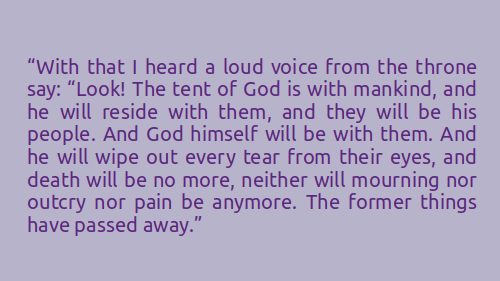 “With that I heard a loud voice from the throne
say: “Look! The tent of God is with mankind, and
he will reside with them, and they will be his
people. And God himself will be with them. And
he will wipe out every tear from their eyes, and
death will be no more, neither will mourning nor
outcry nor pain be anymore. The former things
have passed away.”